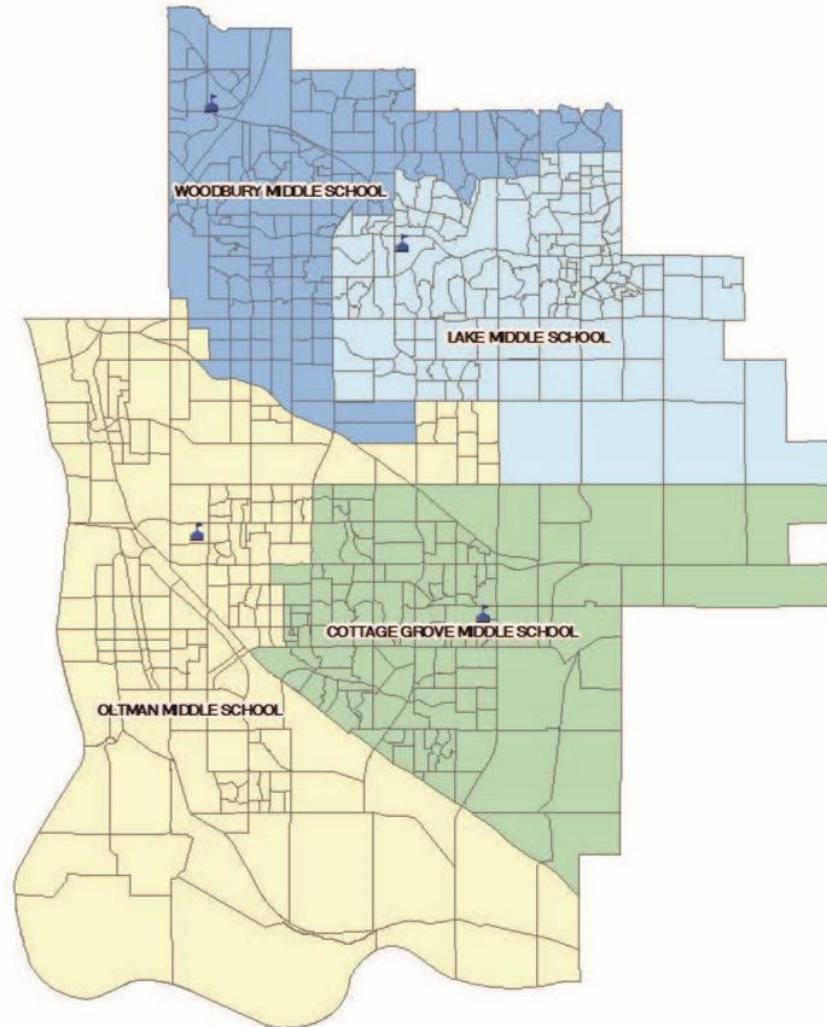 WOODBURY MIDDLE SCHOOL
LAKE MIDDLE SCHOOL
COTTAGE GROVE MIDDLE SCHOOL
OLTMAN MIDDLE SCHOOL